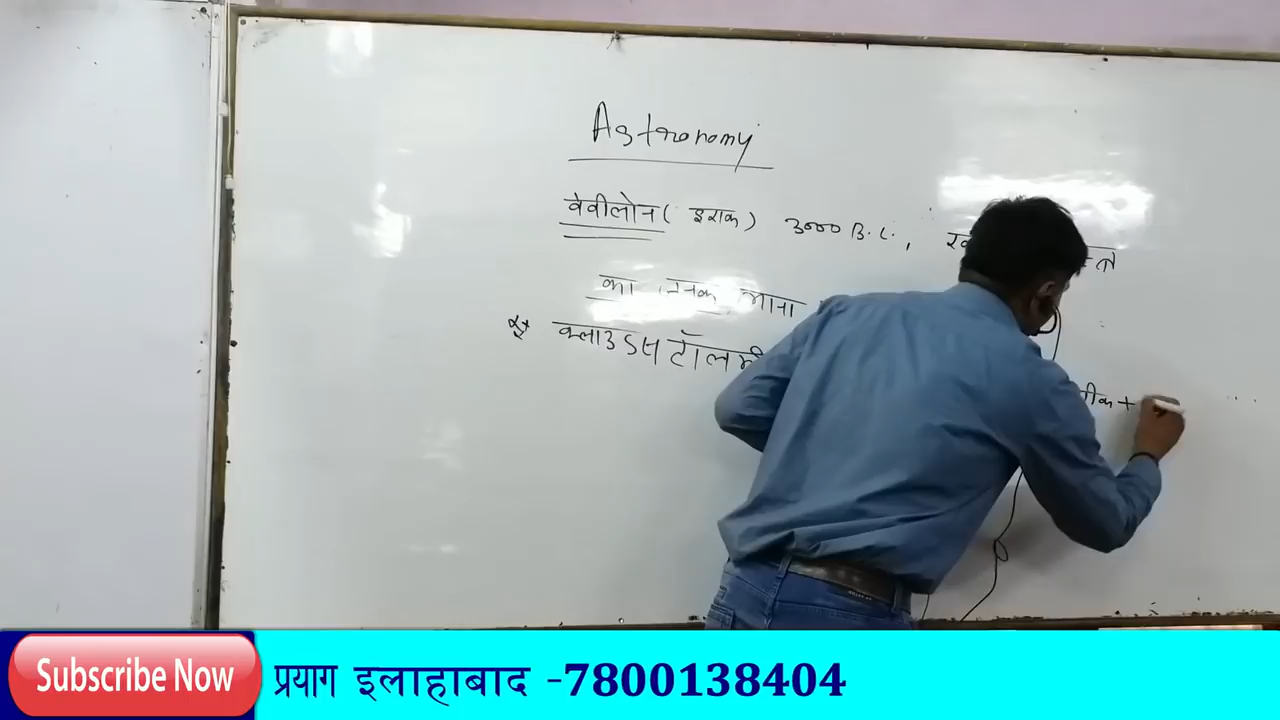 Astronomy
वेवीलोन ( इराक ) 3000 B.C. ,
का जनक माना
क्लाउडस टॉलमी
Subscribe Now
प्रयाग इलाहाबाद -7800138404